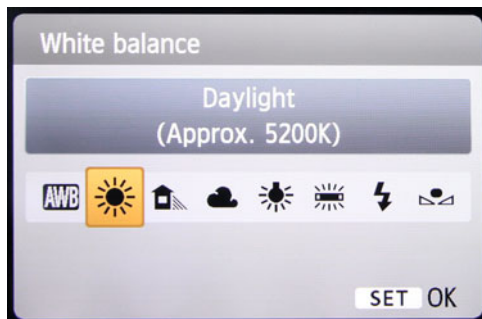 White balance
Daylight
(Approx. 5200K)
AWB
SET OK